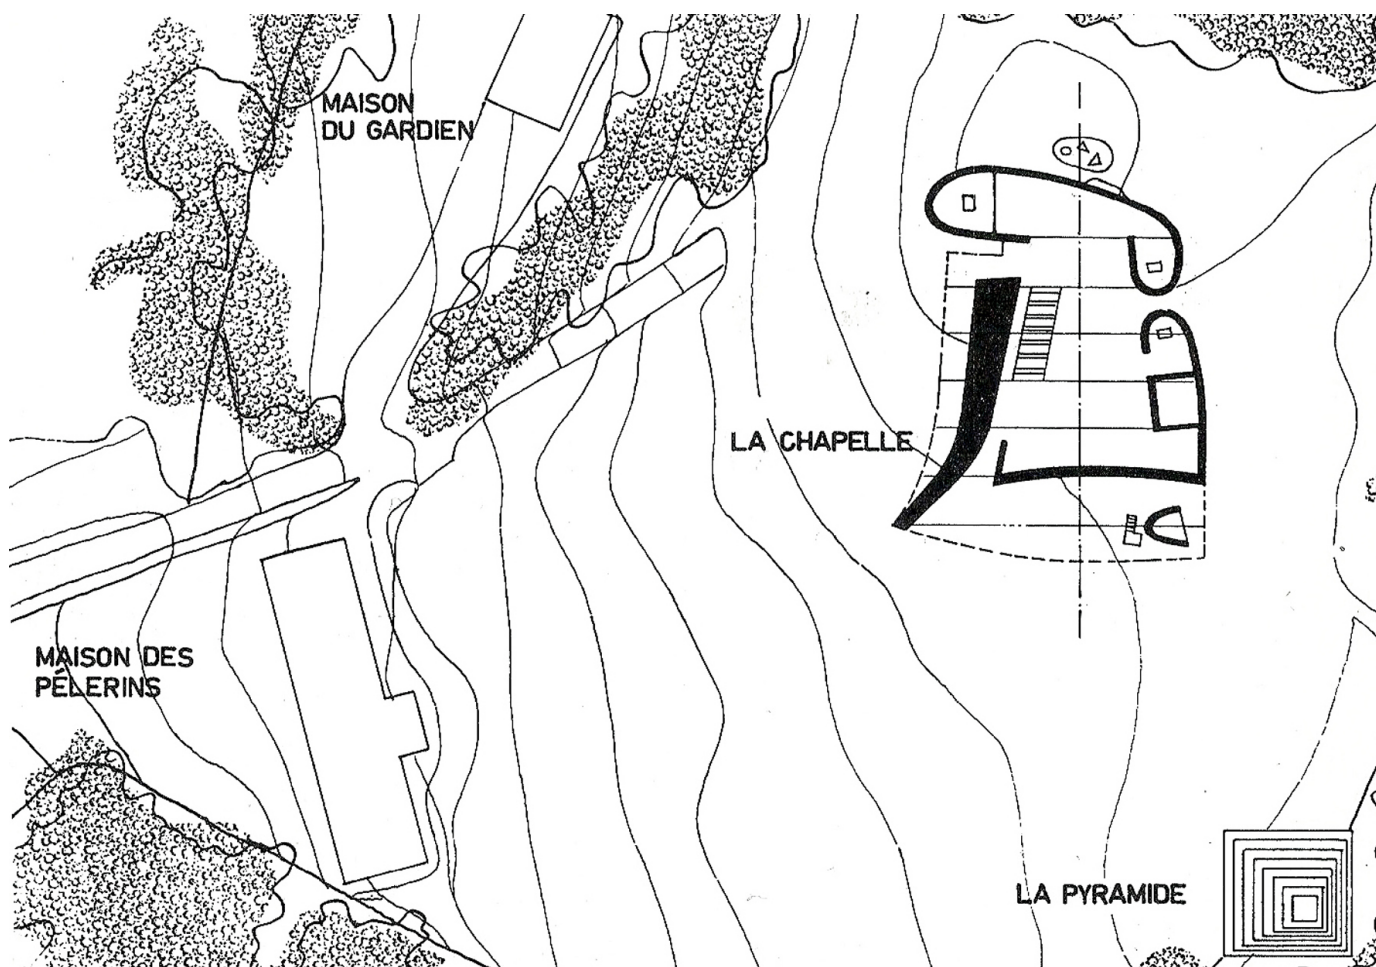 MAISON
DU GARDIEN
LA CHAPELLE
MAISON DES
PÉLERINS
LA PYRAMIDE